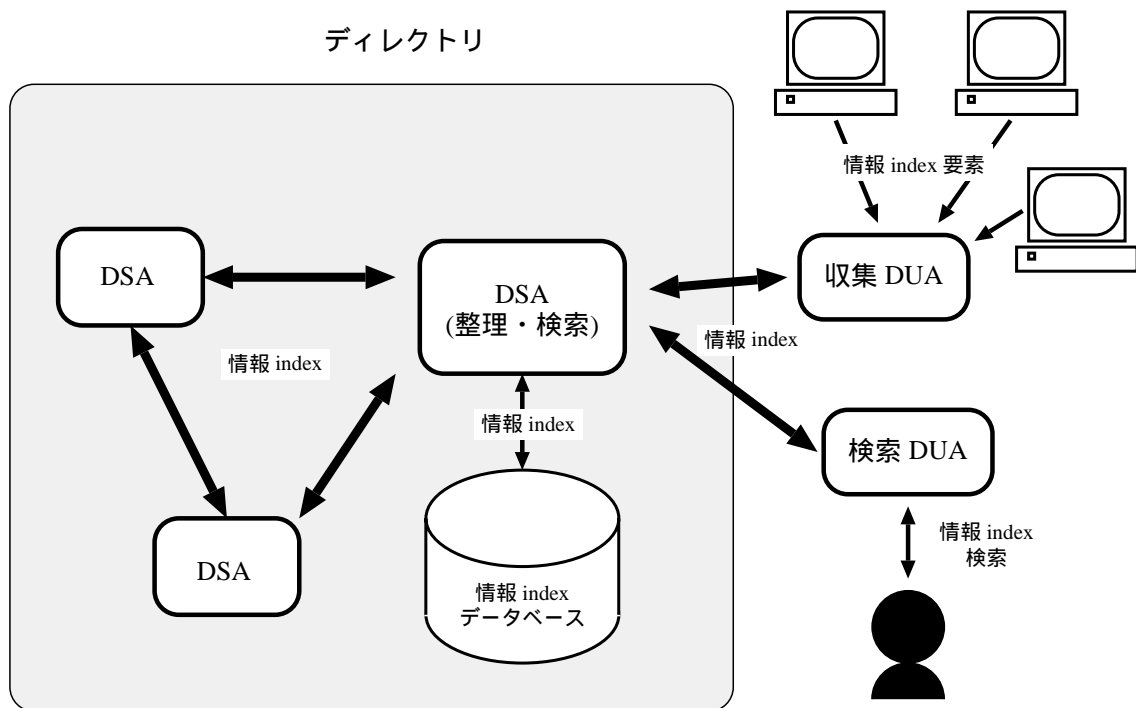 ディレクトリ
情報 index 要素
DSA
DSA
(整理・検索)
収集 DUA
情報 index
情報 index
情報 index
検索 DUA
DSA
情報 index
データベース
情報 index
検索